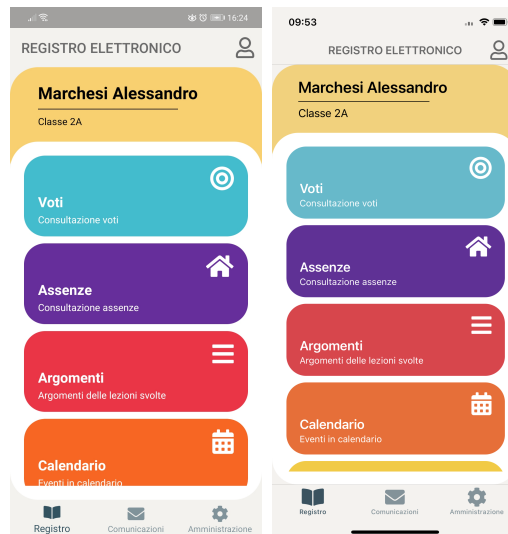 16:24
REGISTRO ELETTRONICO
Marchesi Alessandro
Classe 2A
Voti
Consultazione voti
Assenze
Consultazione assenze
Argomenti
Argomenti delle lezioni svolte
Calendario
Eventi in calendario
Registro
Comunicazioni
Amministrazione
09:53
REGISTRO ELETTRONICO
Marchesi Alessandro
Classe 2A
Voti
Consultazione voti
Assenze
Consultazione assenze
Argomenti
Argomenti delle lezioni svolte
Calendario
Eventi in calendario
Registro
Comunicazioni
Amministrazione